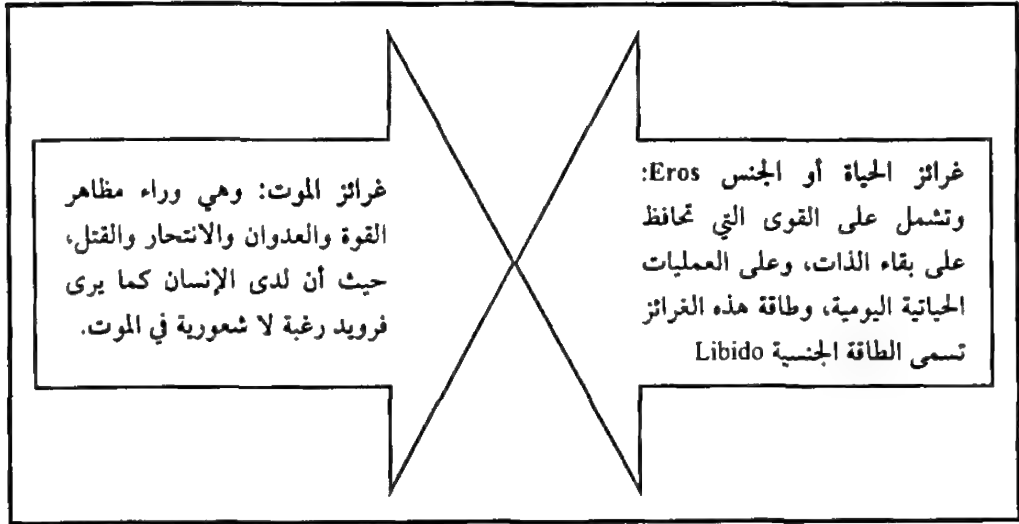 غرائز الحياة أو الجنس Eros:
وتشمل على القوى التي تحافظ
على بقاء الذات، وعلى العمليات
الحياتية اليومية، وطاقة هذه الغرائز
تسمى الطاقة الجنسية Libido
غرائز الموت: وهي وراء مظاهر
القوة والعدوان والانتحار والقتل،
حيث أن لدى الإنسان كما يرى
فرويد رغبة لا شعورية في الموت.